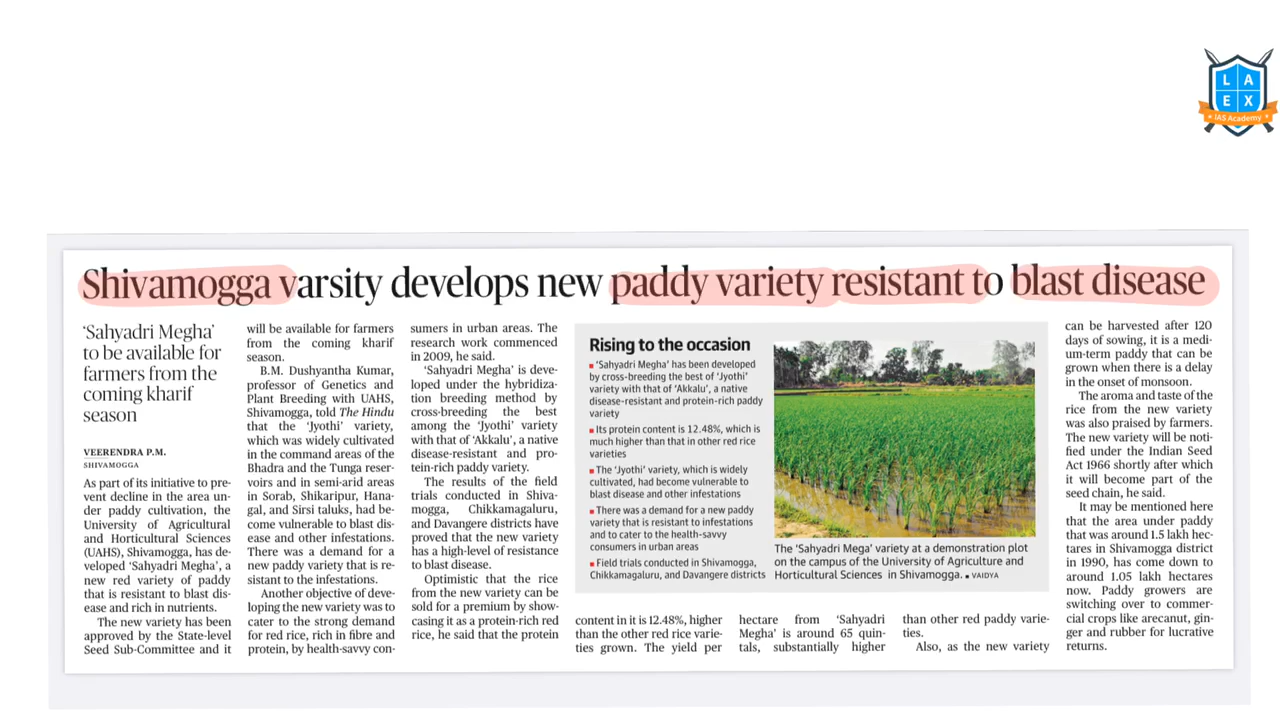 L A
E X
IAS Academy
Shivamogga varsity develops new paddy variety resistant to blast disease
‘Sahyadri Megha’
to be available for
farmers from the
coming kharif
season
VEERENDRA P.M.
SHIVAMOGGA
As part of its initiative to pre-
vent decline in the area un-
der paddy cultivation, the
University of Agricultural
and Horticultural Sciences
(UAHS), Shivamogga, has de-
veloped ‘Sahyadri Megha’, a
new red variety of paddy
that is resistant to blast dis-
ease and rich in nutrients.
The new variety has been
approved by the State-level
Seed Sub-Committee and it
will be available for farmers
from the coming kharif
season.
B.M. Dushyantha Kumar,
professor of Genetics and
Plant Breeding with UAHS,
Shivamogga, told The Hindu
that the ‘Jyothi’ variety,
which was widely cultivated
in the command areas of the
Bhadra and the Tunga reser-
voirs and in semi-arid areas
in Sorab, Shikaripur, Hana-
gal, and Sirsi taluks, had be-
come vulnerable to blast dis-
ease and other infestations.
There was a demand for a
new paddy variety that is re-
sistant to the infestations.
Another objective of deve-
loping the new variety was to
cater to the strong demand
for red rice, rich in fibre and
protein, by health-savvy con-
sumers in urban areas. The
research work commenced
in 2009, he said.
‘Sahyadri Megha’ is deve-
loped under the hybridiza-
tion breeding method by
cross-breeding the best
among the ‘Jyothi’ variety
with that of ‘Akkalu’, a native
disease-resistant and pro-
tein-rich paddy variety.
The results of the field
trials conducted in Shiva-
mogga, Chikkamagaluru,
and Davangere districts have
proved that the new variety
has a high-level of resistance
to blast disease.
Optimistic that the rice
from the new variety can be
sold for a premium by show-
casing it as a protein-rich red
rice, he said that the protein
Rising to the occasion
‘Sahyadri Megha’ has been developed
by cross-breeding the best of ‘Jyothi’
variety with that of ‘Akkalu’, a native
disease-resistant and protein-rich paddy
variety
Its protein content is 12.48%, which is
much higher than that in other red rice
varieties
The ‘Jyothi’ variety, which is widely
cultivated, had become vulnerable to
blast disease and other infestations
There was a demand for a new paddy
variety that is resistant to infestations
and to cater to the health-savvy
consumers in urban areas
Field trials conducted in Shivamogga,
Chikkamagaluru, and Davangere districts
The ‘Sahyadri Mega’ variety at a demonstration plot
on the campus of the University of Agriculture and
Horticultural Sciences in Shivamogga. ▪ VAIDYA
content in it is 12.48%, higher
than the other red rice varie-
ties grown. The yield per
hectare from ‘Sahyadri
Megha’ is around 65 quin-
tals, substantially higher
than other red paddy varie-
ties.
Also, as the new variety
can be harvested after 120
days of sowing, it is a medi-
um-term paddy that can be
grown when there is a delay
in the onset of monsoon.
The aroma and taste of the
rice from the new variety
was also praised by farmers.
The new variety will be noti-
fied under the Indian Seed
Act 1966 shortly after which
it will become part of the
seed chain, he said.
It may be mentioned here
that the area under paddy
that was around 1.5 lakh hec-
tares in Shivamogga district
in 1990, has come down to
around 1.05 lakh hectares
now. Paddy growers are
switching over to commer-
cial crops like arecanut, gin-
ger and rubber for lucrative
returns.